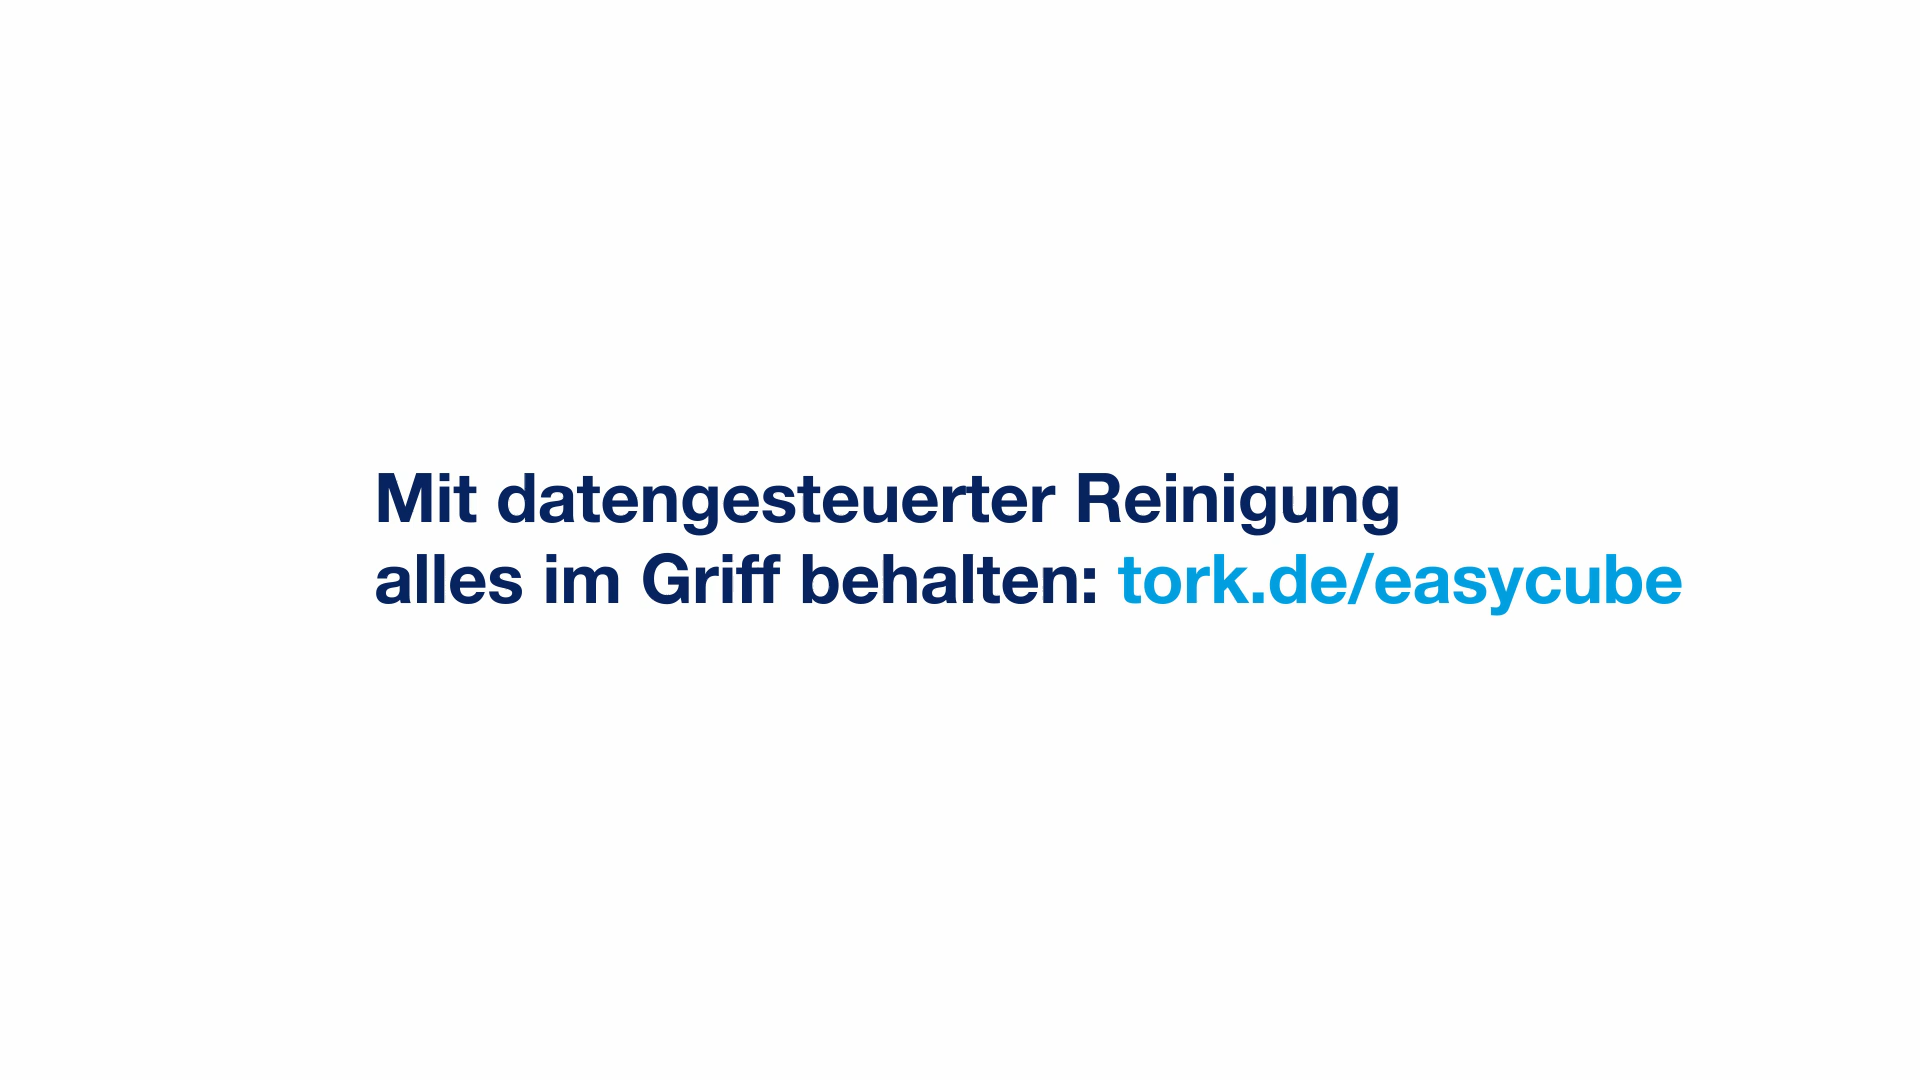 Mit datengesteuerter Reinigung
alles im Griff behalten: tork.de/easycube